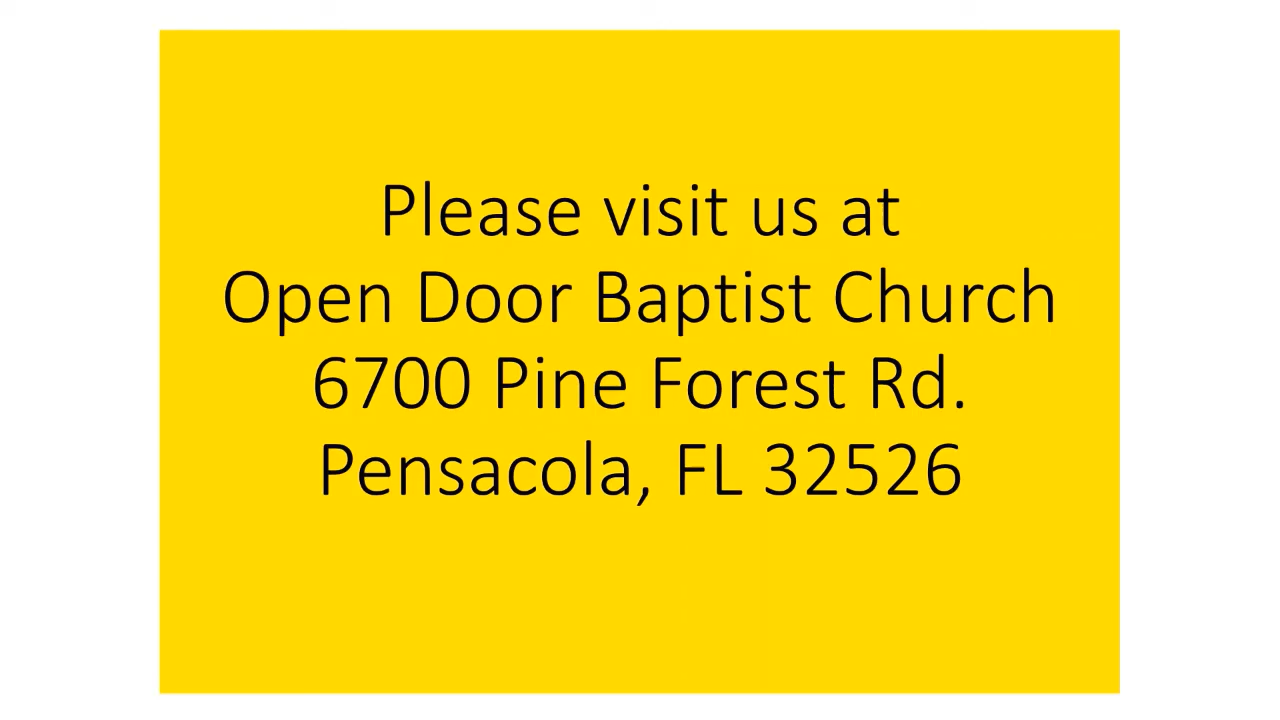 Please visit us at
Open Door Baptist Church
6700 Pine Forest Rd.
Pensacola, FL 32526